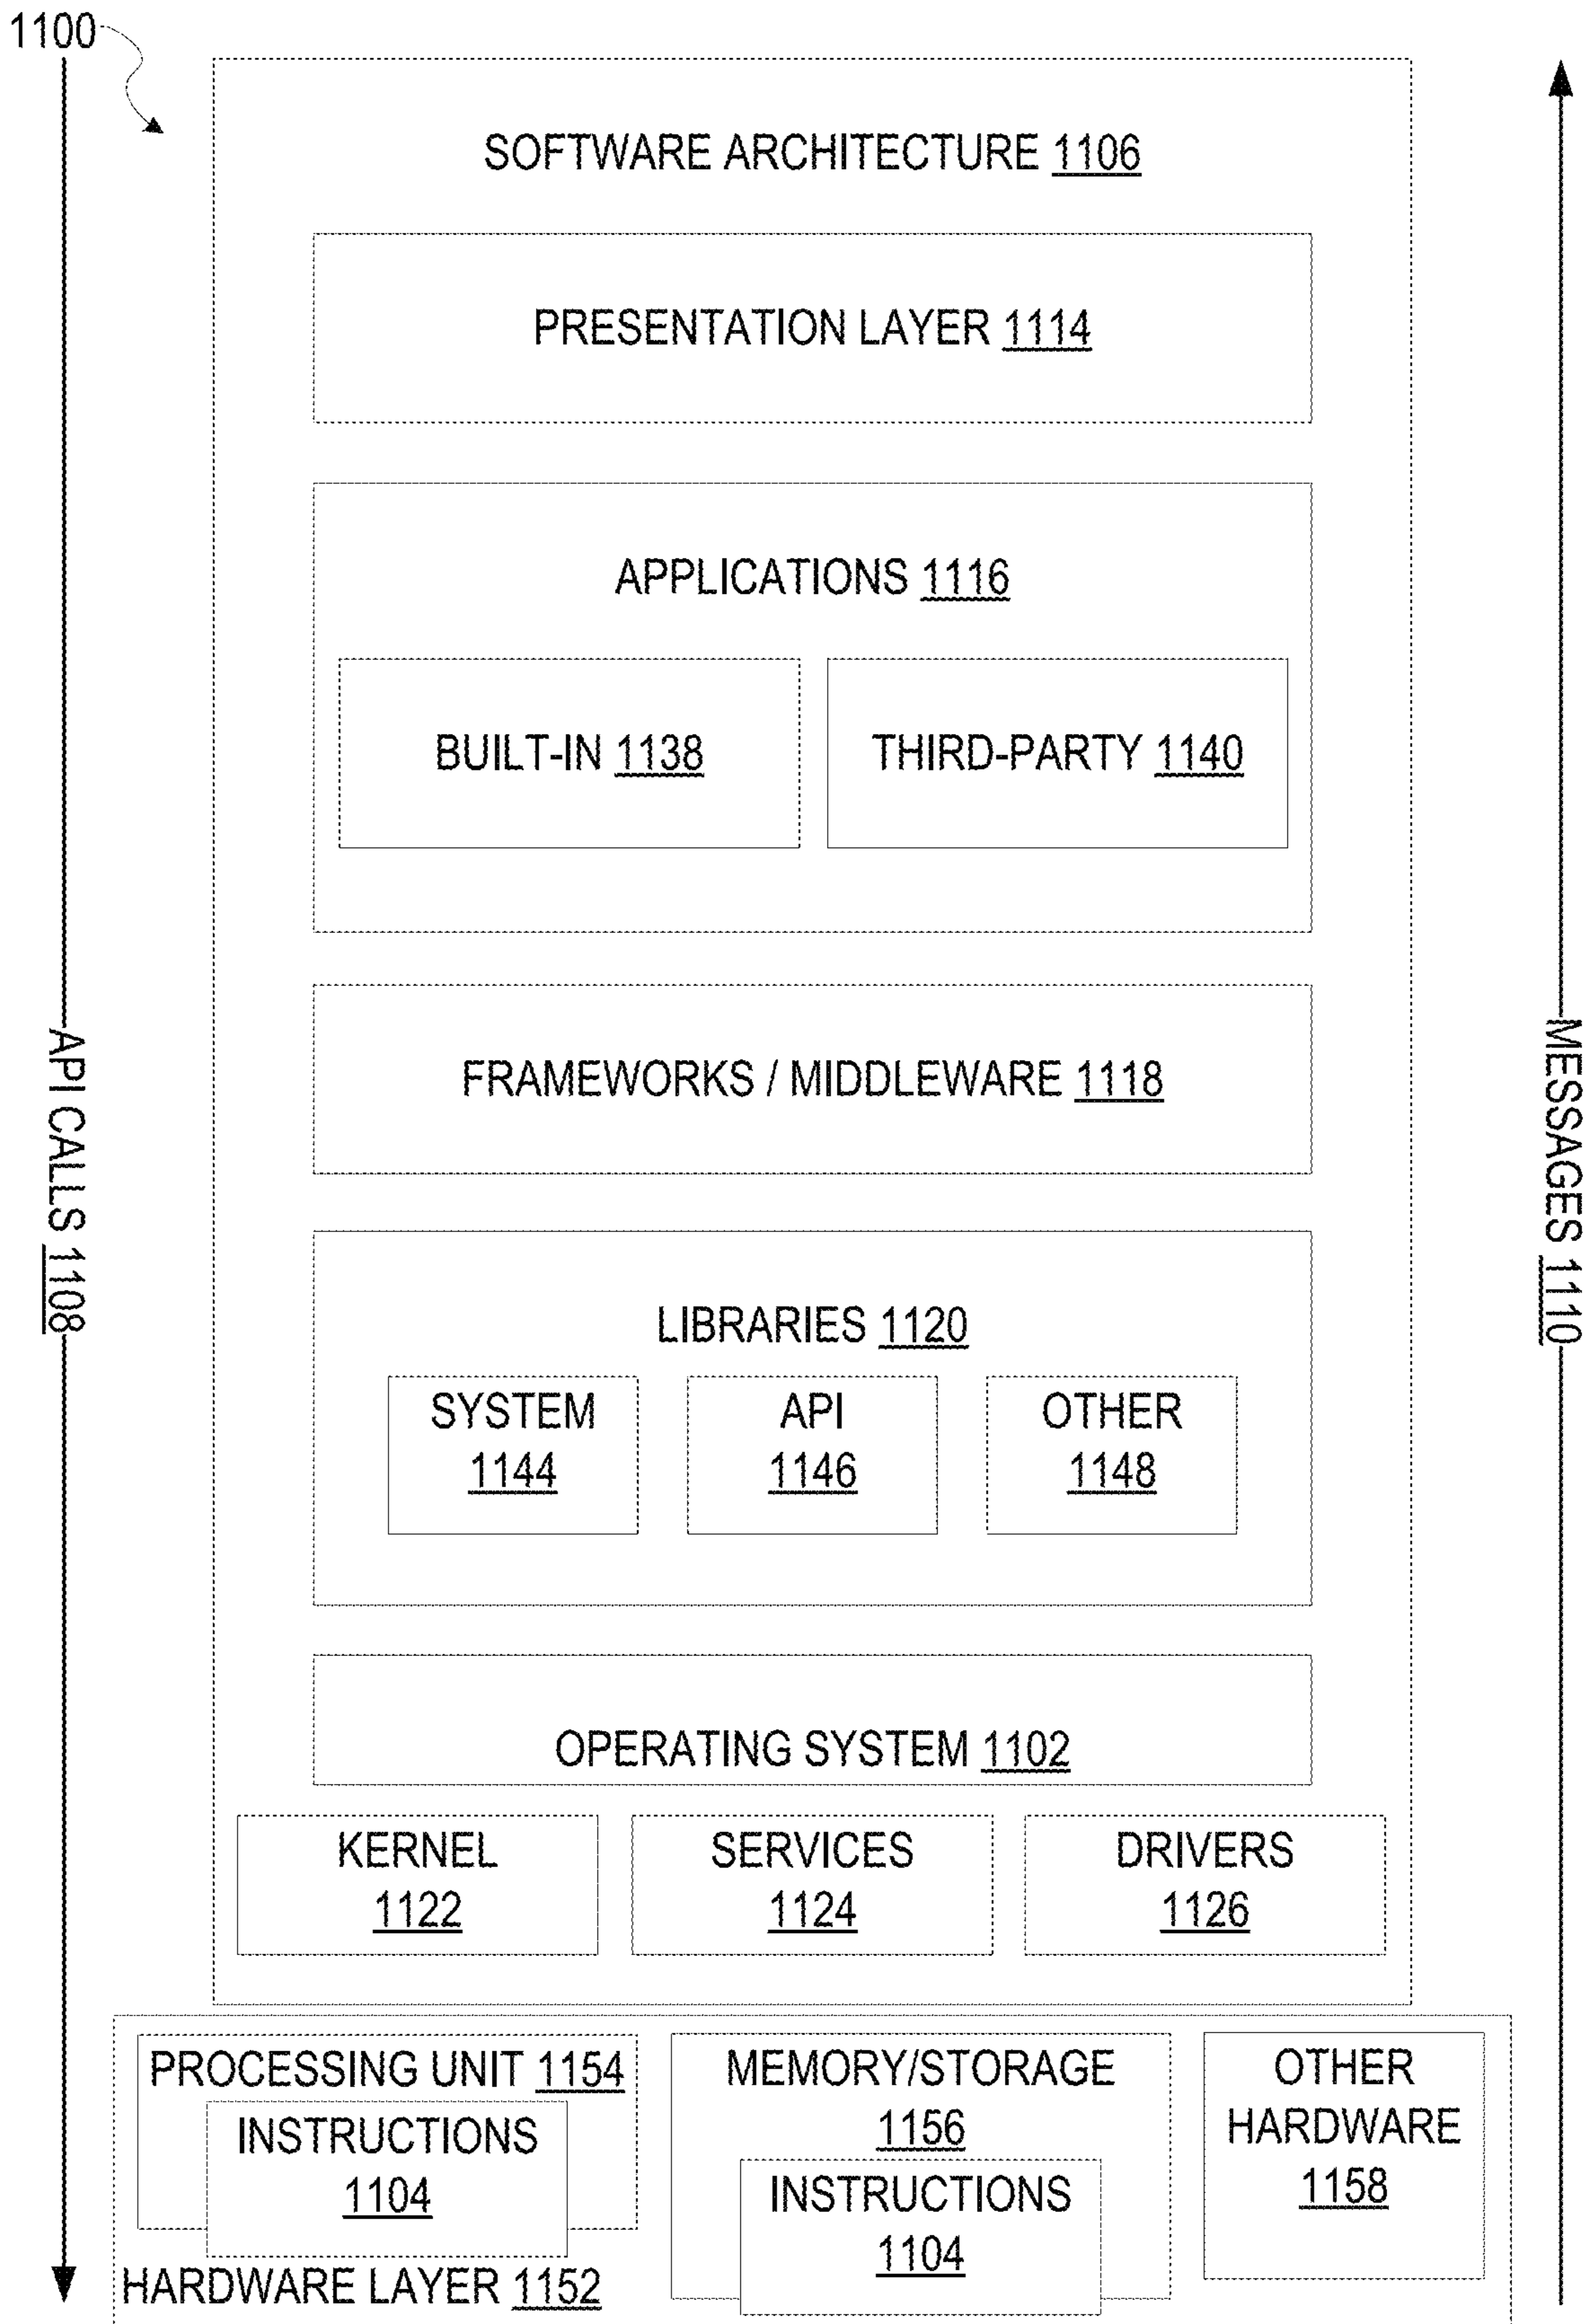 1100
SOFTWARE ARCHITECTURE 1106
PRESENTATION LAYER 1114
APPLICATIONS 1116
BUILT-IN 1138
THIRD-PARTY 1140
FRAMEWORKS / MIDDLEWARE 1118
API CALLS 1108
MESSAGES 1110
LIBRARIES 1120
SYSTEM
1144
API
1146
OTHER
1148
OPERATING SYSTEM 1102
KERNEL
1122
SERVICES
1124
DRIVERS
1126
PROCESSING UNIT 1154
INSTRUCTIONS
1104
MEMORY/STORAGE
1156
INSTRUCTIONS
1104
OTHER
HARDWARE
1158
HARDWARE LAYER 1152